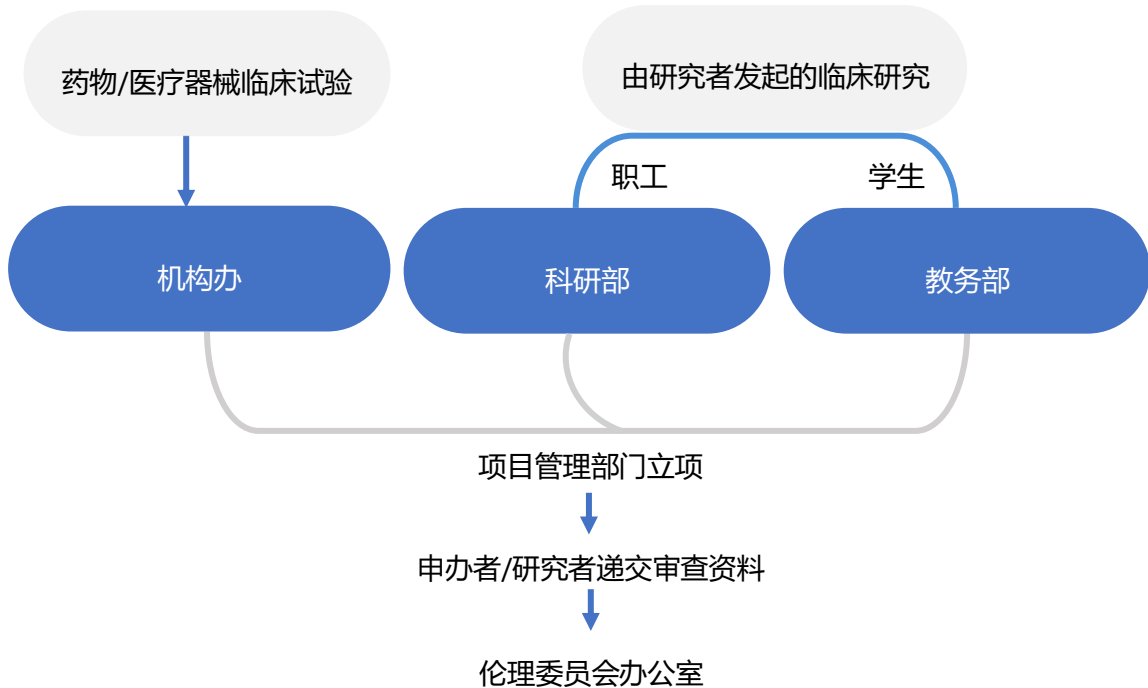 药物/医疗器械临床试验
由研究者发起的临床研究
职工
学生
机构办
科研部
教务部
项目管理部门立项
申办者/研究者递交审查资料
伦理委员会办公室